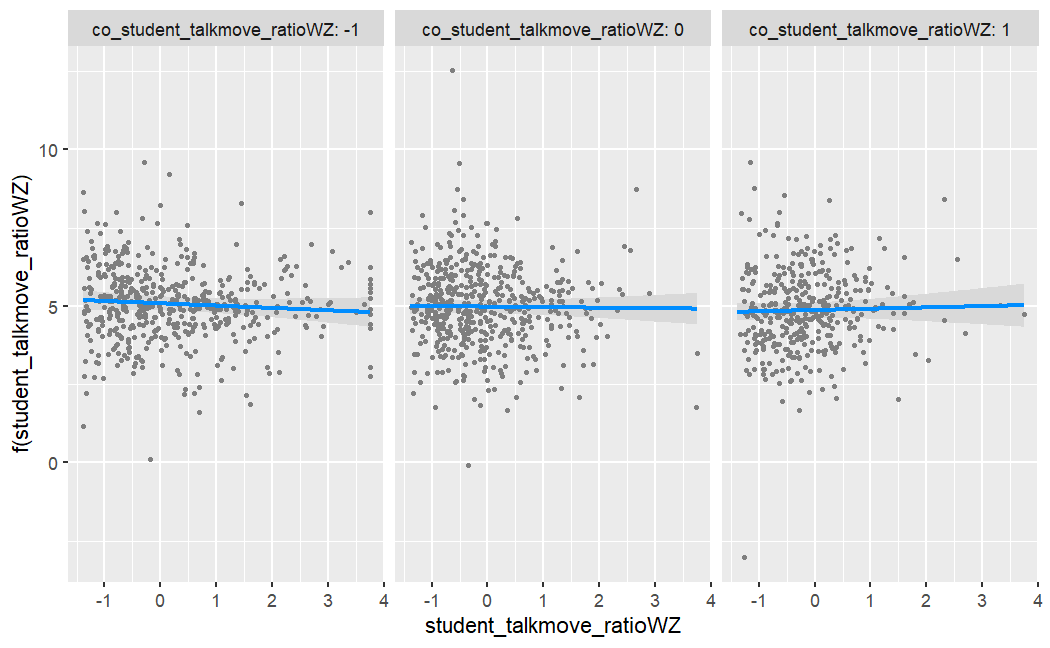 co_student_talkmove_ratioWZ: -1
co_student_talkmove_ratioWZ: 0
co_student_talkmove_ratioWZ: 1
f(student_talkmove_ratioWZ)
10
5
0
-1 0 1 2 3 4
-1 0 1 2 3 4
-1 0 1 2 3 4
student_talkmove_ratioWZ